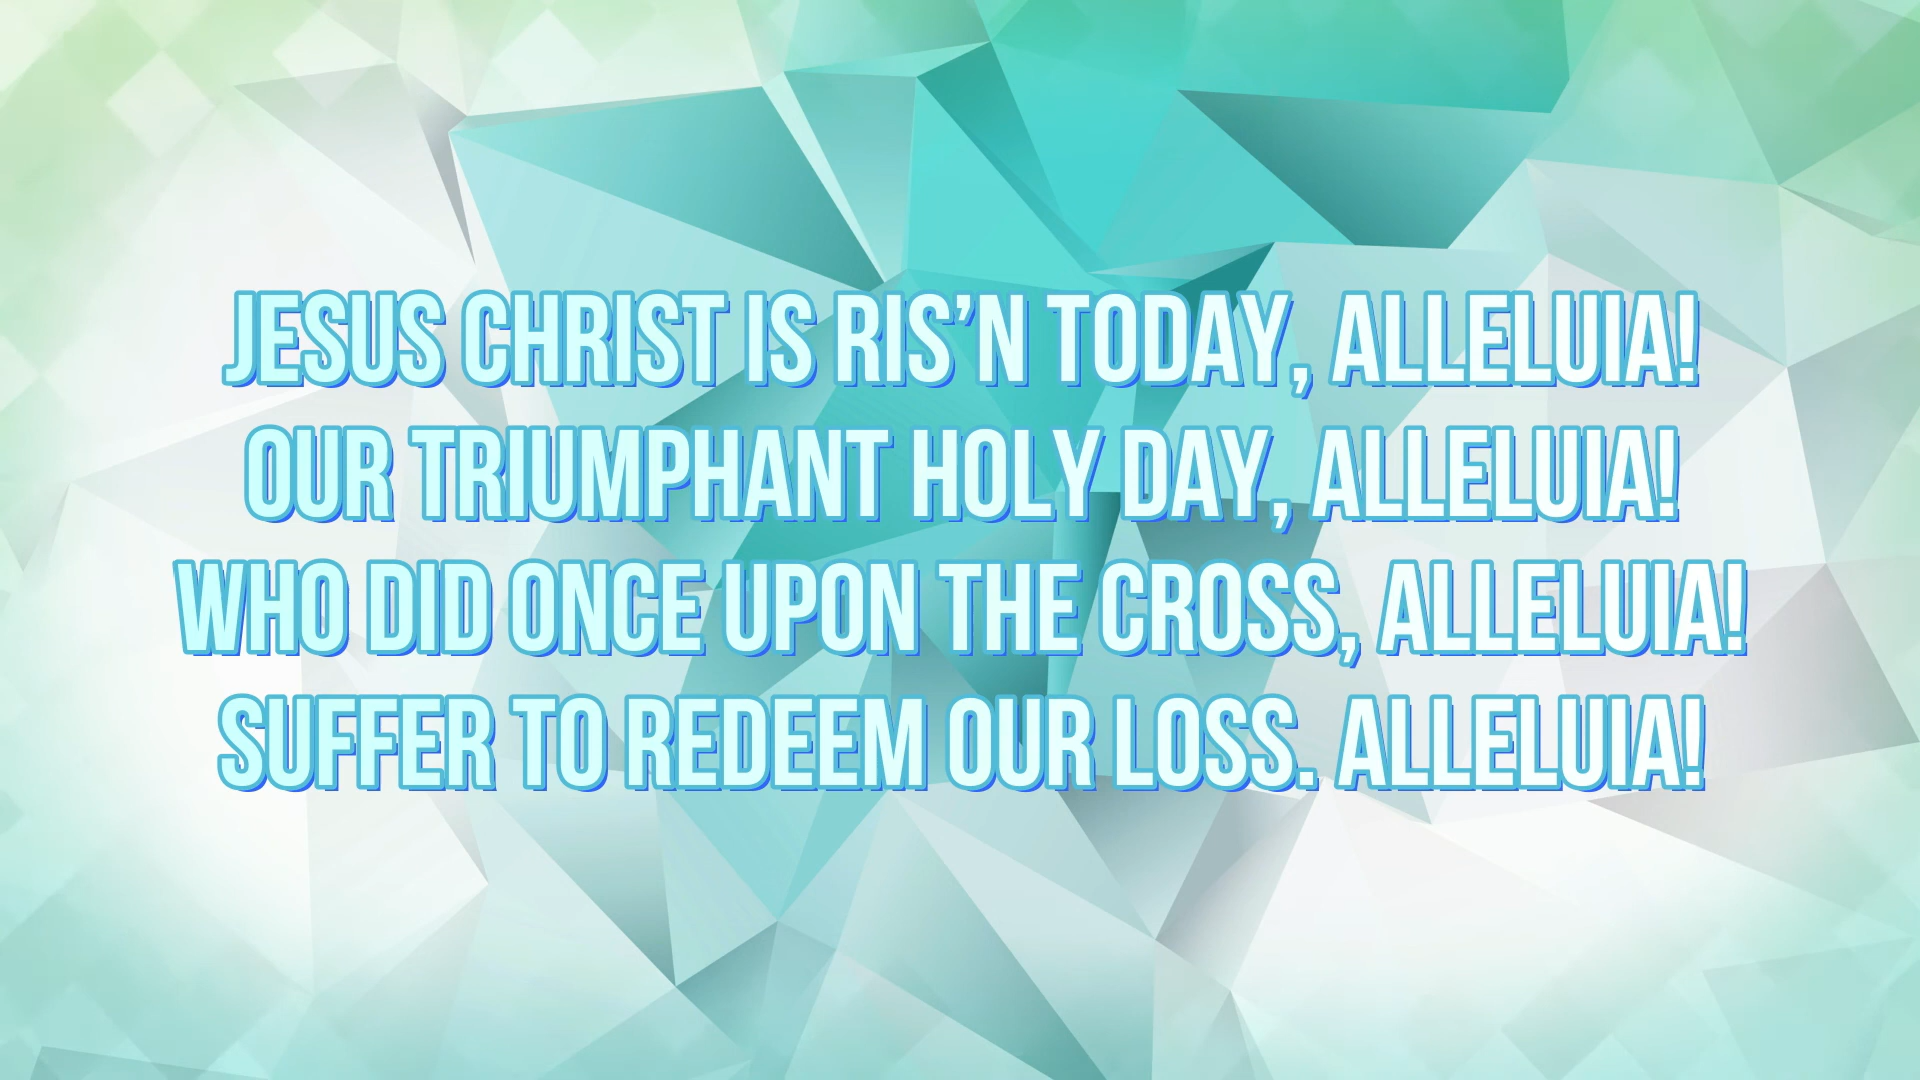 JESUS CHRIST IS RIS’N TODAY, ALLELUIA!
OUR TRIUMPHANT HOLY DAY, ALLELUIA!
WHO DID ONCE UPON THE CROSS, ALLELUIA!
SUFFER TO REDEEM OUR LOSS. ALLELUIA!